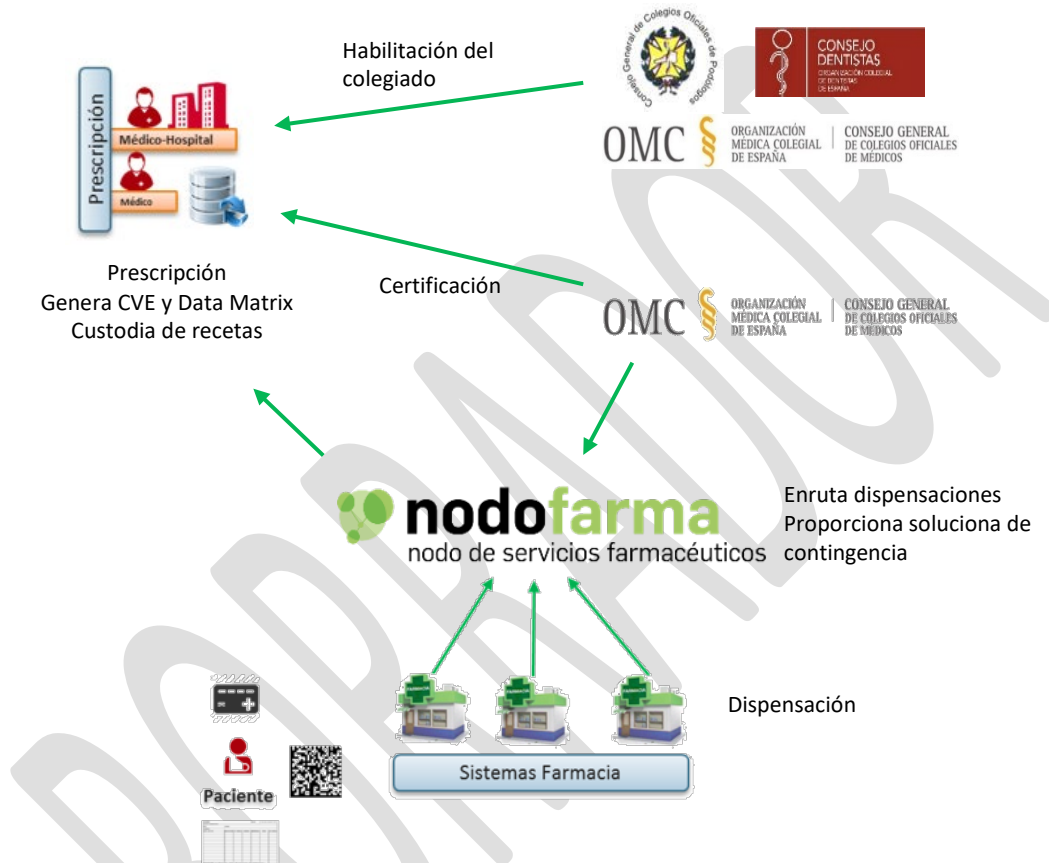 Habilitación del
colegiado
Consejo General de Colegios Oficiales de Podólogos
CONSEJO
DENTISTAS
ORGANIZACIÓN COLEGIAL
DE DENTISTAS
DE ESPAÑA
Prescripción
Médico-Hospital
Médico
OMC
ORGANIZACIÓN
MÉDICA COLEGIAL
DE ESPAÑA
CONSEJO GENERAL
DE COLEGIOS OFICIALES
DE MÉDICOS
Prescripción
Genera CVE y Data Matrix
Custodia de recetas
Certificación
OMC
ORGANIZACIÓN
MÉDICA COLEGIAL
DE ESPAÑA
CONSEJO GENERAL
DE COLEGIOS OFICIALES
DE MÉDICOS
nodofarma
nodo de servicios farmacéuticos
Enruta dispensaciones
Proporciona soluciona de
contingencia
FARMACIA
FARMACIA
FARMACIA
Dispensación
Sistemas Farmacia
Paciente
BORRADOR